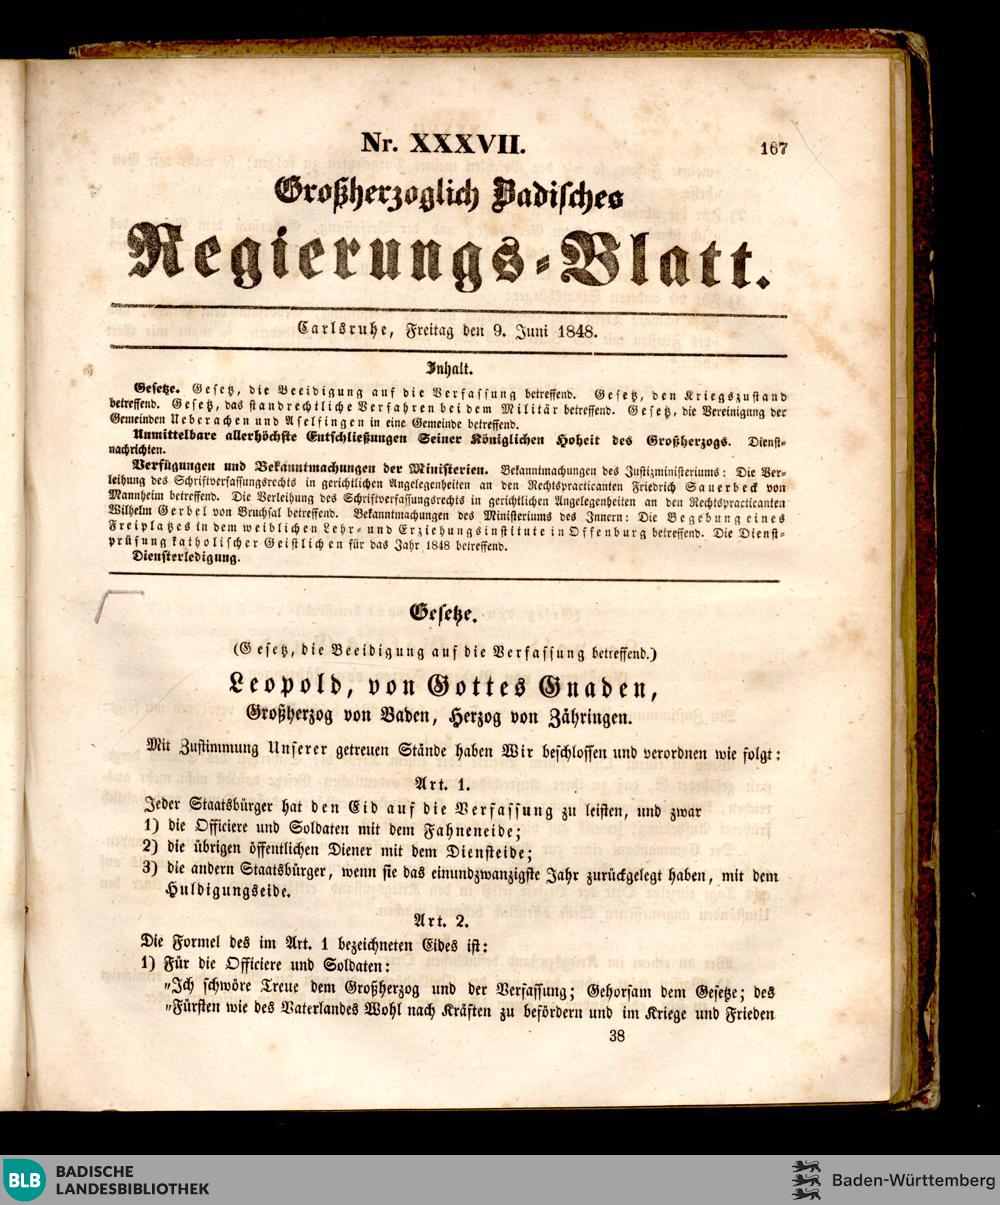 Nr. XXXVII.
167
Großherzoglich Badisches
Regierungs-Blatt.
Carlsruhe, Freitag den 9. Juni 1848.
Inhalt.
Gesetze. Gesetz, die Beeidigung auf die Verfassung betreffend. Gesetz, den Kriegszustand
betreffend. Gesetz, das standrechtliche Verfahren bei dem Militär betreffend. Gesetz, die Vereinigung der
Gemeinden Ueberachen und Aselfingen in eine Gemeinde betreffend.
Unmittelbare allerhöchste Entschließungen Seiner Königlichen Hoheit des Großherzogs. Dienst-
nachrichten.
Verfügungen und Bekanntmachungen der Ministerien. Bekanntmachungen des Justizministeriums: Die Ver-
leihung des Schriftverfassungsrechts in gerichtlichen Angelegenheiten an den Rechtspracticanten Friedrich Sauerbeck von
Mannheim betreffend. Die Verleihung des Schriftverfassungsrechts in gerichtlichen Angelegenheiten an den Rechtspracticanten
Wilhelm Gerbel von Bruchsal betreffend. Bekanntmachungen des Ministeriums des Innern: Die Begebung eines
Freiplatzes in dem weiblichen Lehr- und Erziehungsinstitute in Offenburg betreffend. Die Dienst-
prüfung katholischer Geistlichen für das Jahr 1848 betreffend.
Diensterledigung.
Gesetze.
(Gesetz, die Beeidigung auf die Verfassung betreffend.)
Leopold, von Gottes Gnaden,
Großherzog von Baden, Herzog von Zähringen.
Mit Zustimmung Unserer getreuen Stände haben Wir beschlossen und verordnen wie folgt:
Art. 1.
Jeder Staatsbürger hat den Eid auf die Verfassung zu leisten, und zwar
1) die Officiere und Soldaten mit dem Fahneneide;
2) die übrigen öffentlichen Diener mit dem Diensteide;
3) die andern Staatsbürger, wenn sie das einundzwanzigste Jahr zurückgelegt haben, mit dem
Huldigungseide.
Art. 2.
Die Formel des im Art. 1 bezeichneten Eides ist:
1) Für die Officiere und Soldaten:
„Ich schwöre Treue dem Großherzog und der Verfassung; Gehorsam dem Gesetze; des
„Fürsten wie des Vaterlandes Wohl nach Kräften zu befördern und im Kriege und Frieden
38
BLB BADISCHE
LANDESBIBLIOTHEK
Baden-Württemberg